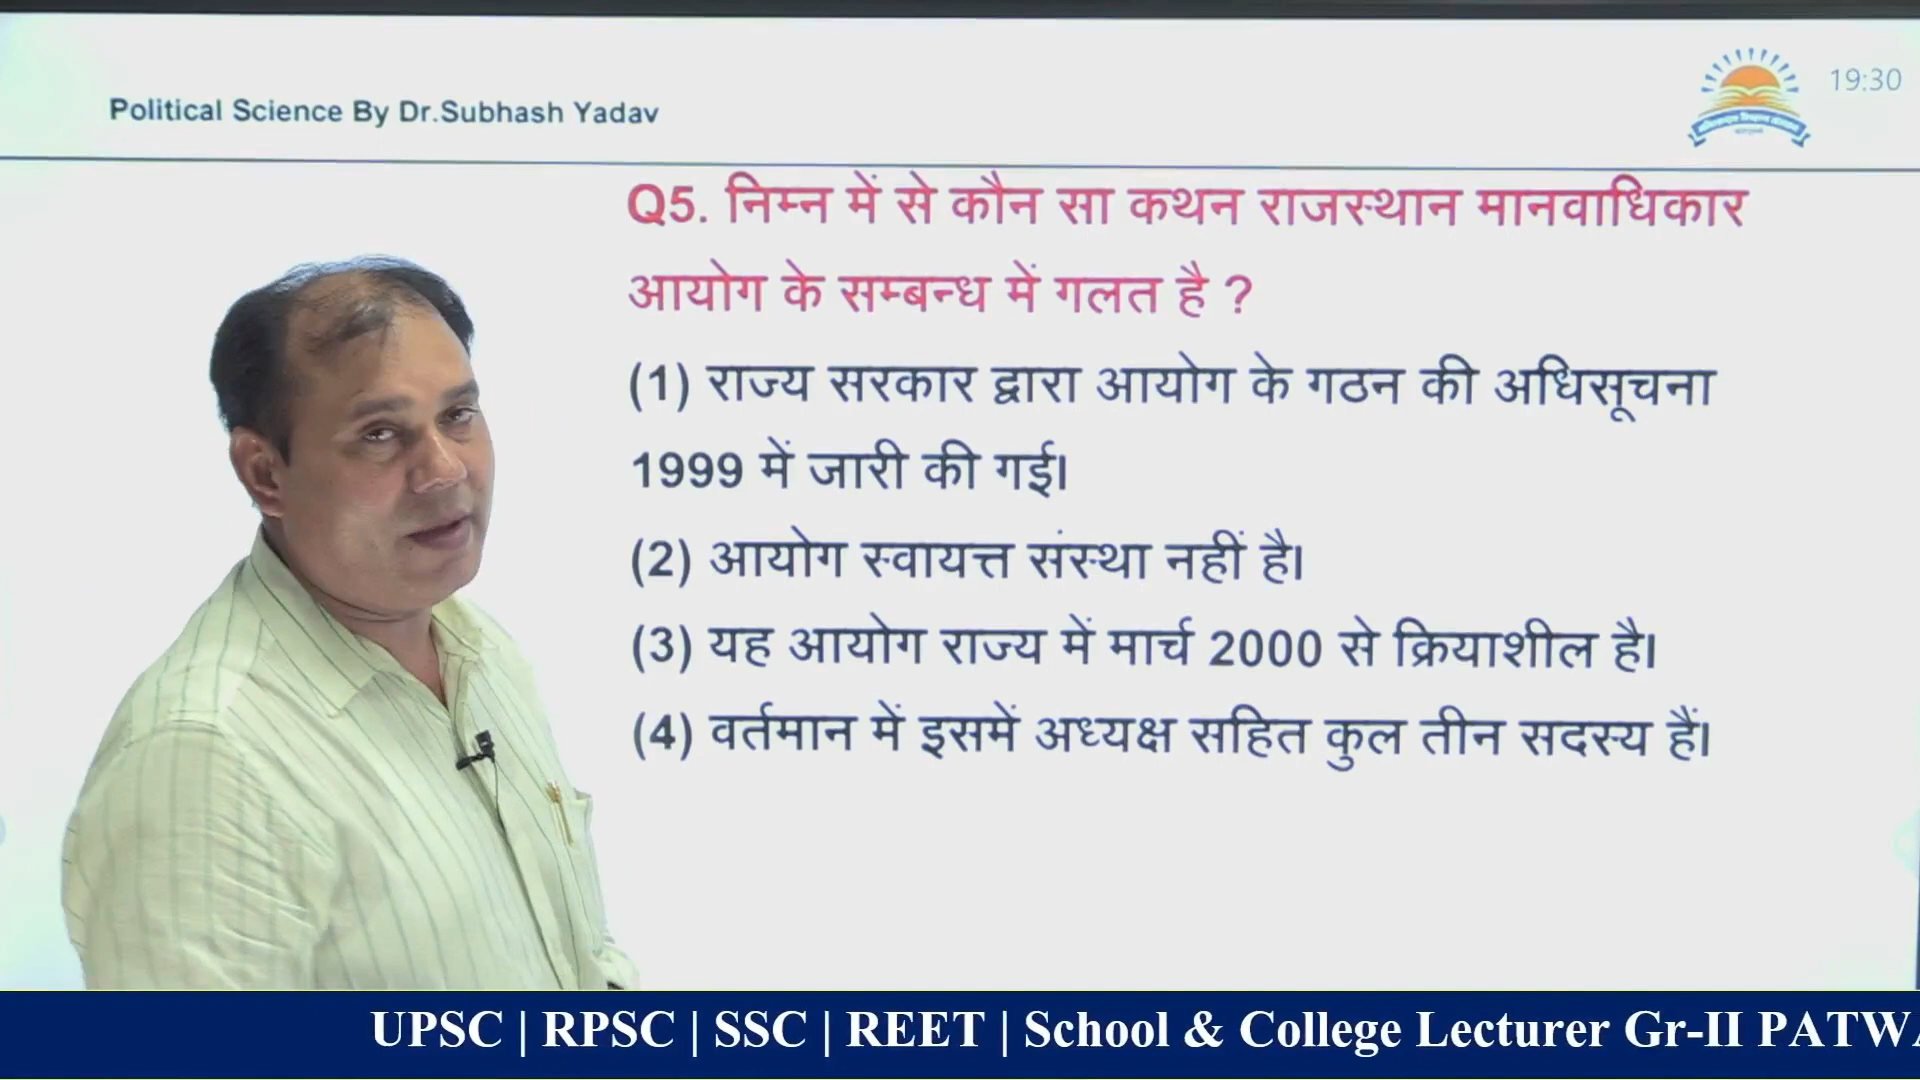 Political Science By Dr.Subhash Yadav
19:30
Q5. निम्न में से कौन सा कथन राजस्थान मानवाधिकार
आयोग के सम्बन्ध में गलत है ?
(1) राज्य सरकार द्वारा आयोग के गठन की अधिसूचना
1999 में जारी की गई।
(2) आयोग स्वायत्त संस्था नहीं है।
(3) यह आयोग राज्य में मार्च 2000 से क्रियाशील है।
(4) वर्तमान में इसमें अध्यक्ष सहित कुल तीन सदस्य हैं।
UPSC | RPSC | SSC | REET | School & College Lecturer Gr-II PATWA